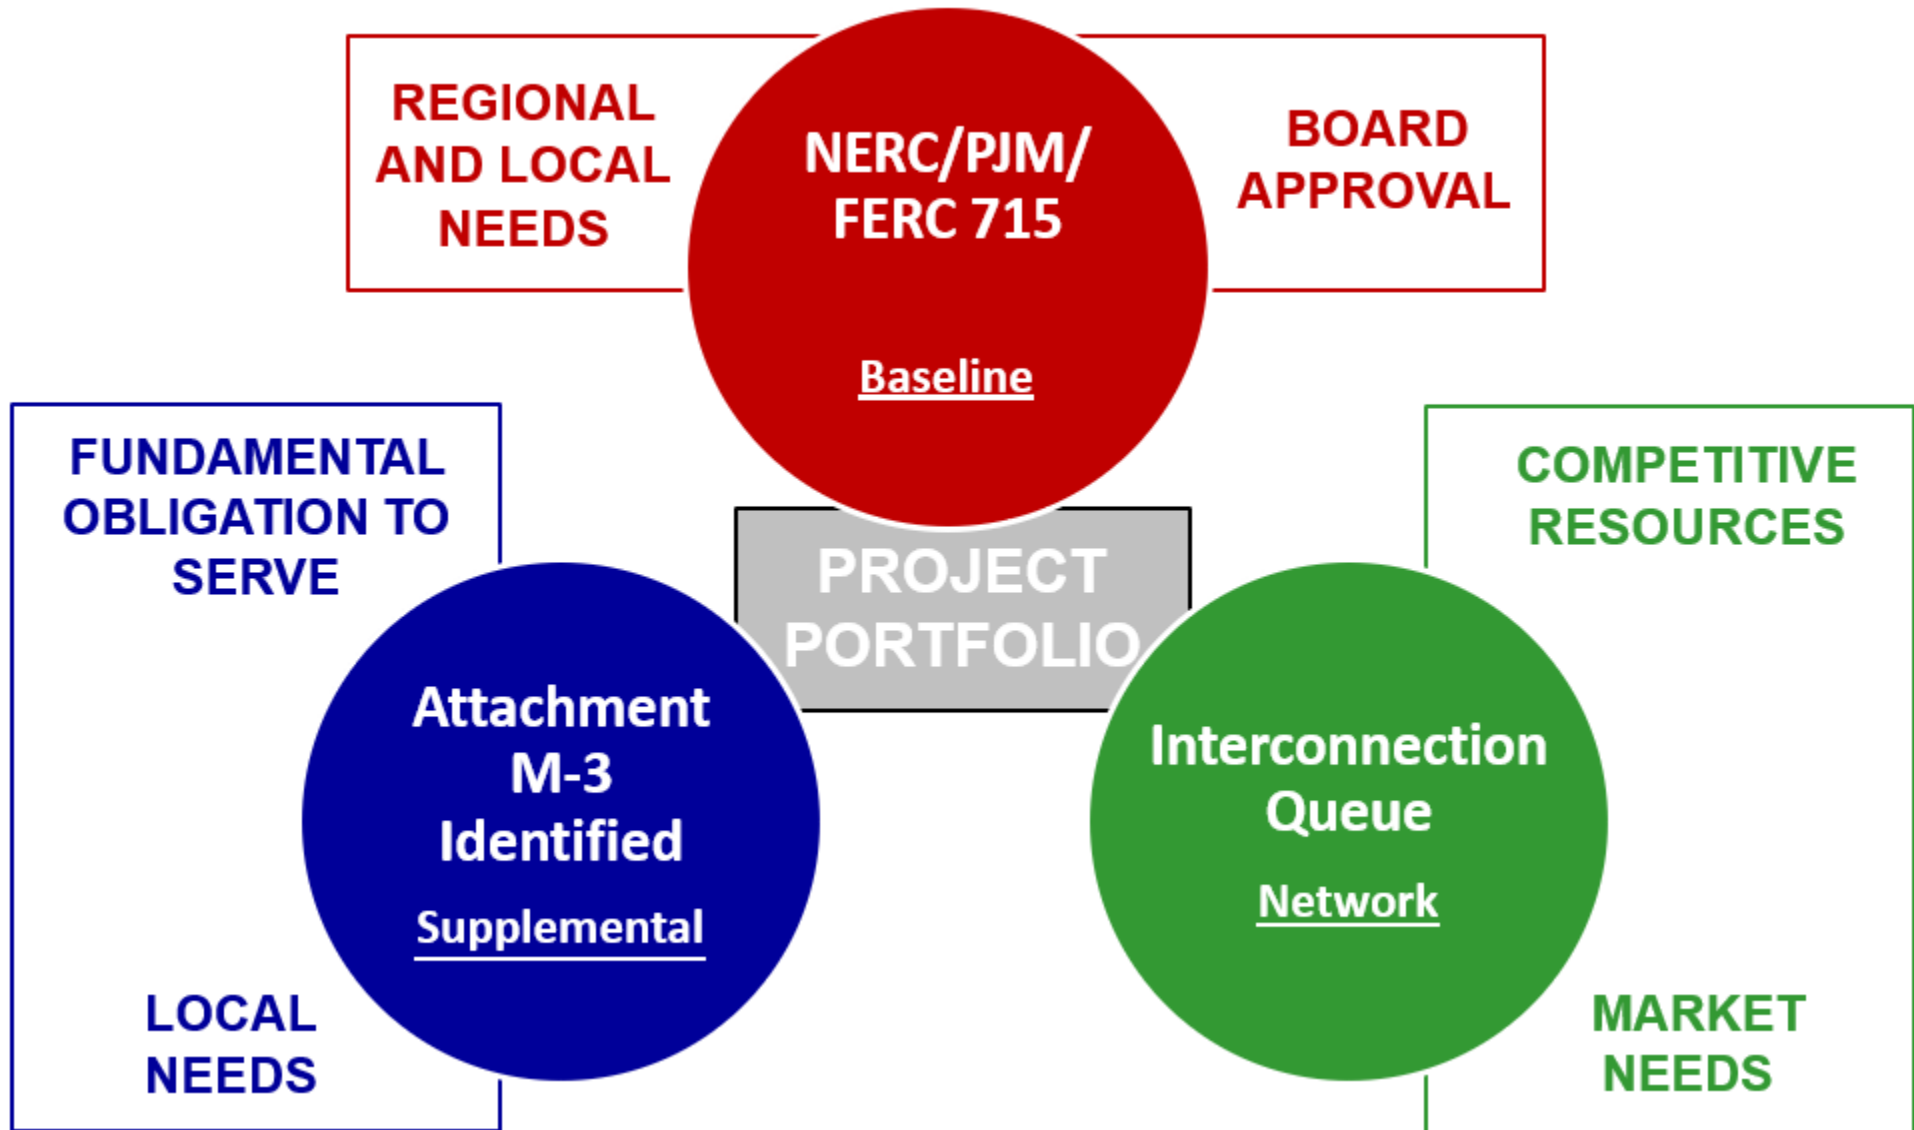 REGIONAL
AND LOCAL
NEEDS
NERC/PJM/
FERC 715
Baseline
BOARD
APPROVAL
FUNDAMENTAL
OBLIGATION TO
SERVE
Attachment
M-3
Identified
Supplemental
LOCAL
NEEDS
PROJECT
PORTFOLIO
COMPETITIVE
RESOURCES
Interconnection
Queue
Network
MARKET
NEEDS